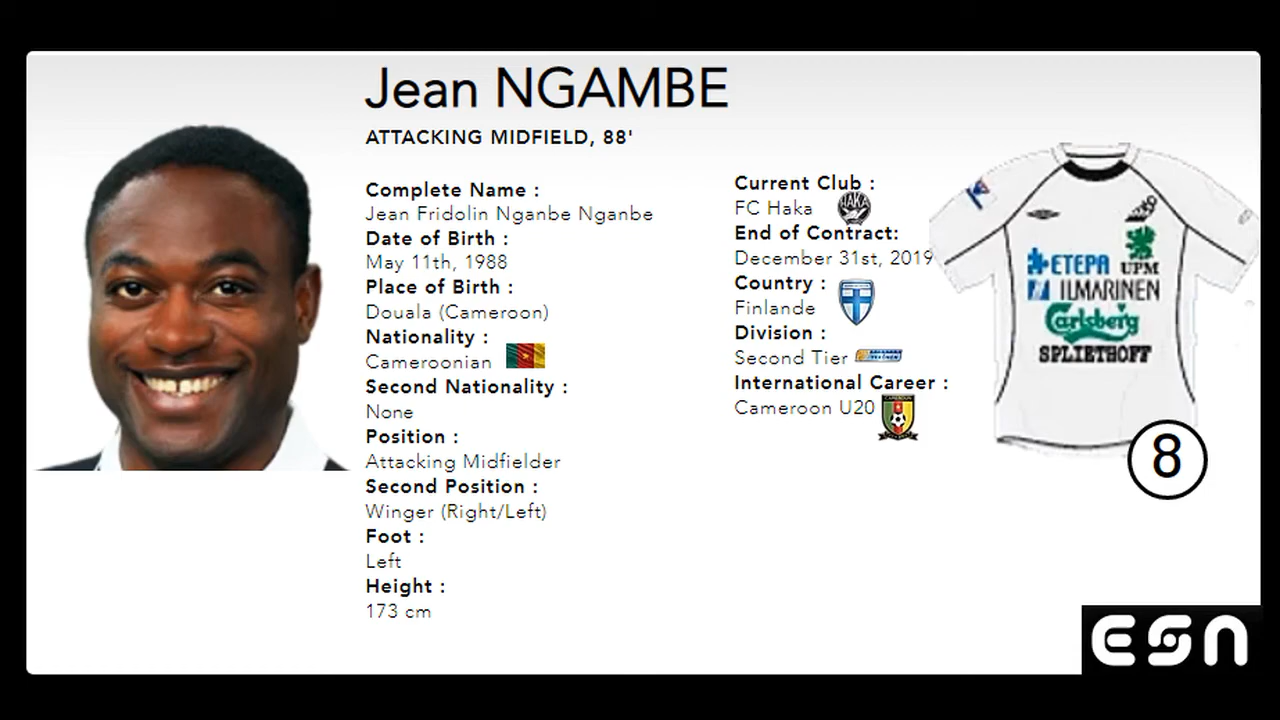 Jean NGAMBE
ATTACKING MIDFIELD, 88'
Complete Name :
Jean Fridolin Nganbe Nganbe
Date of Birth :
May 11th, 1988
Place of Birth :
Douala (Cameroon)
Nationality :
Cameroonian
Second Nationality :
None
Position :
Attacking Midfielder
Second Position :
Winger (Right/Left)
Foot :
Left
Height :
173 cm
Current Club :
FC Haka
HAKA
End of Contract:
December 31st, 2019
Country :
Finlande
Division :
Second Tier
International Career :
Cameroon U20
ETEPA
UPM
ILMARINEN
Carlsberg
SPLIETHOFF
8
ESN